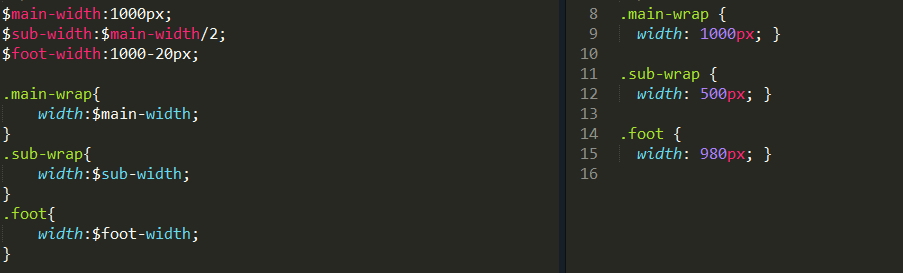 $main-width:1000px;
$sub-width:$main-width/2;
$foot-width:1000-20px;
.main-wrap{
width:$main-width;
}
.sub-wrap{
width:$sub-width;
}
.foot{
width:$foot-width;
}
8 .main-wrap {
9 width: 1000px; }
10
11 .sub-wrap {
12 width: 500px; }
13
14 .foot {
15 width: 980px; }
16